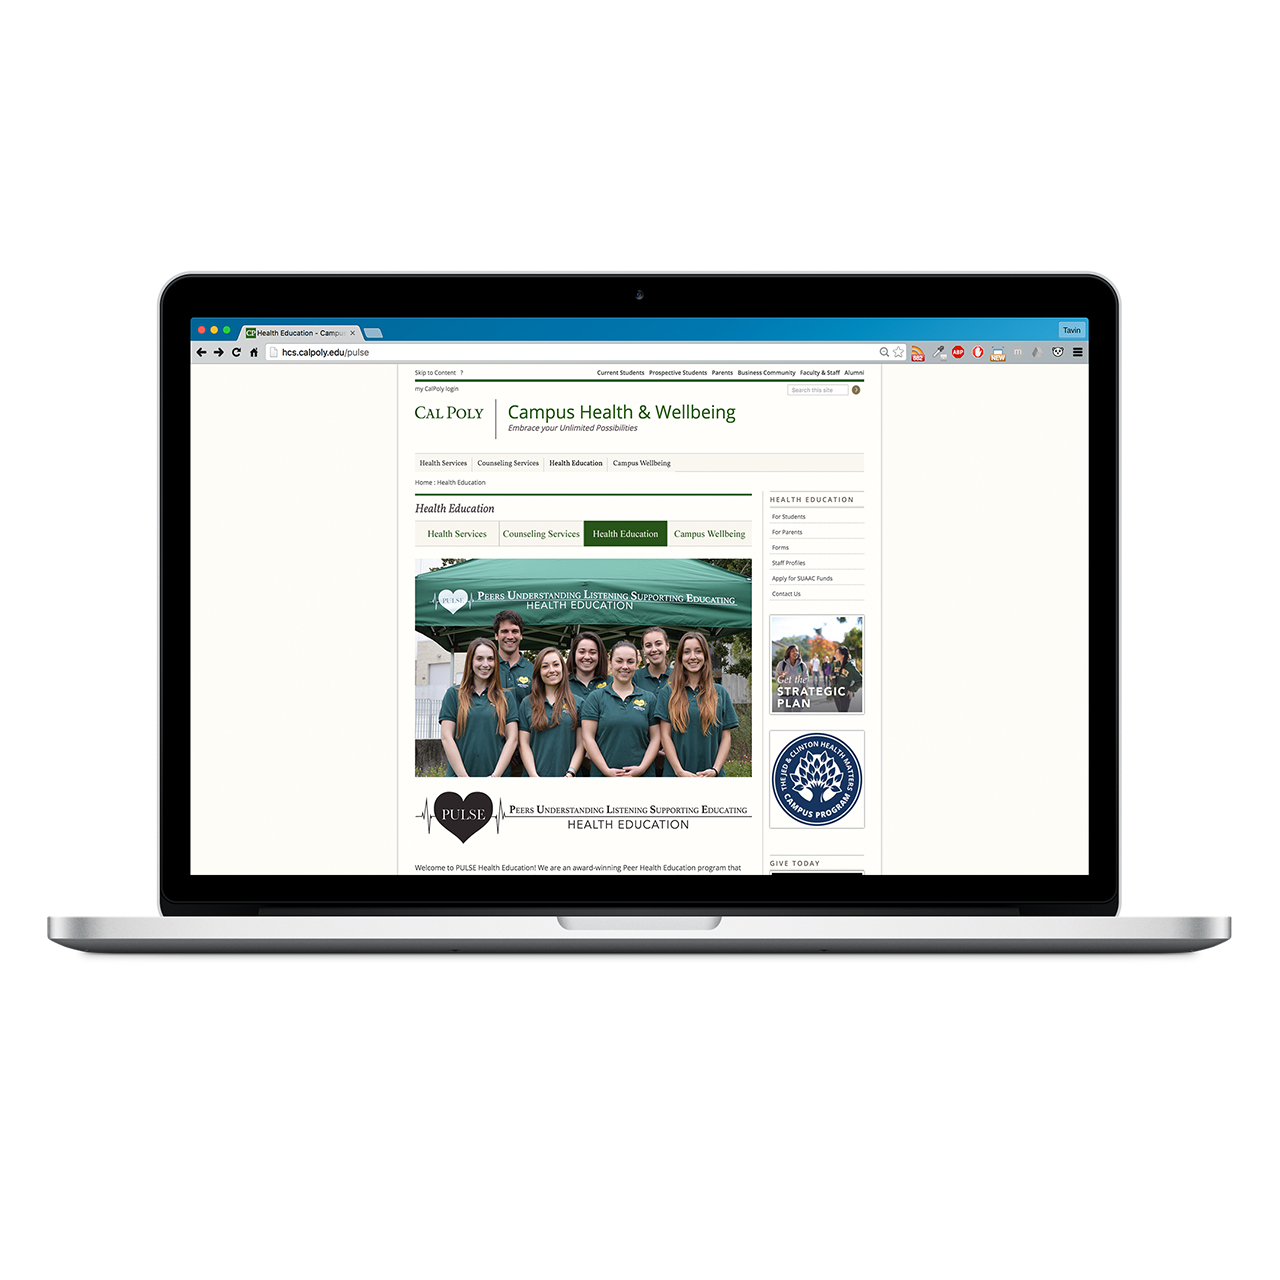 Health Education - Campu
Tavin
hcs.calpoly.edu/pulse
882
ABP
NEW
m
Skip to Content ?
Current Students Prospective Students Parents Business Community Faculty & Staff Alumni
my CalPoly login
Search this site
CAL POLY
Campus Health & Wellbeing
Embrace your Unlimited Possibilities
Health Services Counseling Services Health Education Campus Wellbeing
Home : Health Education
Health Education
Health Services Counseling Services Health Education Campus Wellbeing
PULSE PEERS UNDERSTANDING LISTENING SUPPORTING EDUCATING
HEALTH EDUCATION
PULSE PEERS UNDERSTANDING LISTENING SUPPORTING EDUCATING
HEALTH EDUCATION
Welcome to PULSE Health Education! We are an award-winning Peer Health Education program that
HEALTH EDUCATION
For Students
For Parents
Forms
Staff Profiles
Apply for SUAAC Funds
Contact Us
Get the
STRATEGIC
PLAN
THE JED & CLINTON HEALTH MATTERS
CAMPUS PROGRAM
GIVE TODAY